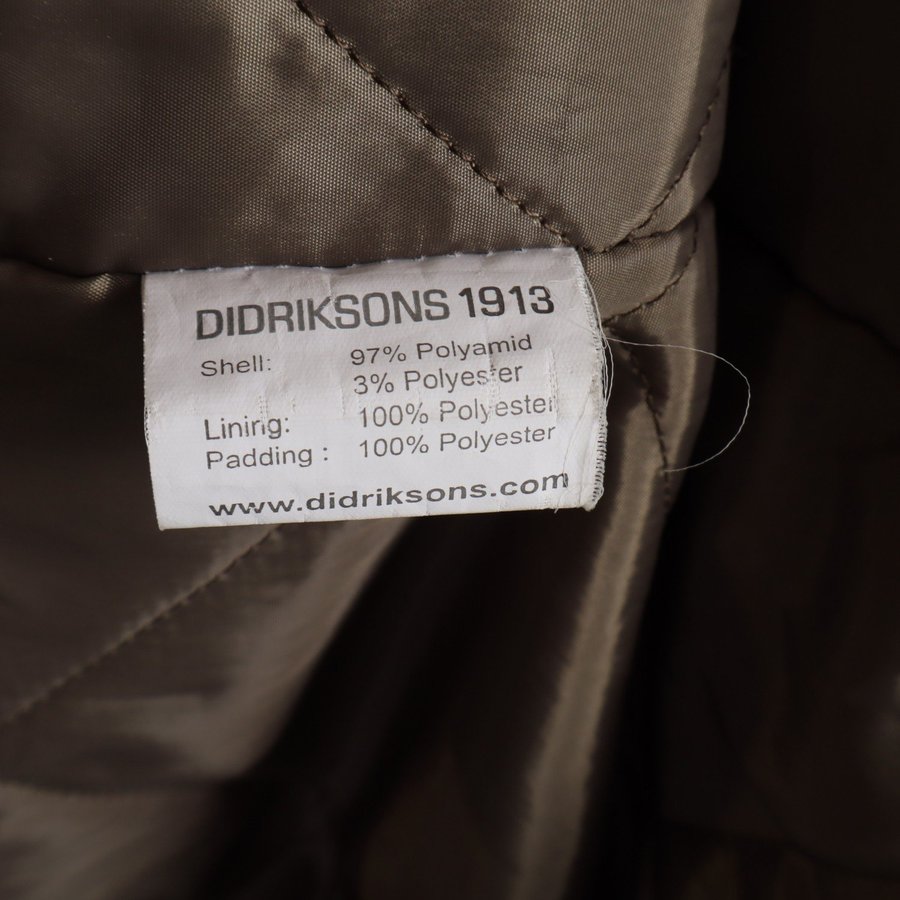 DIDRIKSONS 1913
Shell: 97% Polyamid
3% Polyester
Lining: 100% Polyester
Padding : 100% Polyester
www.didriksons.com